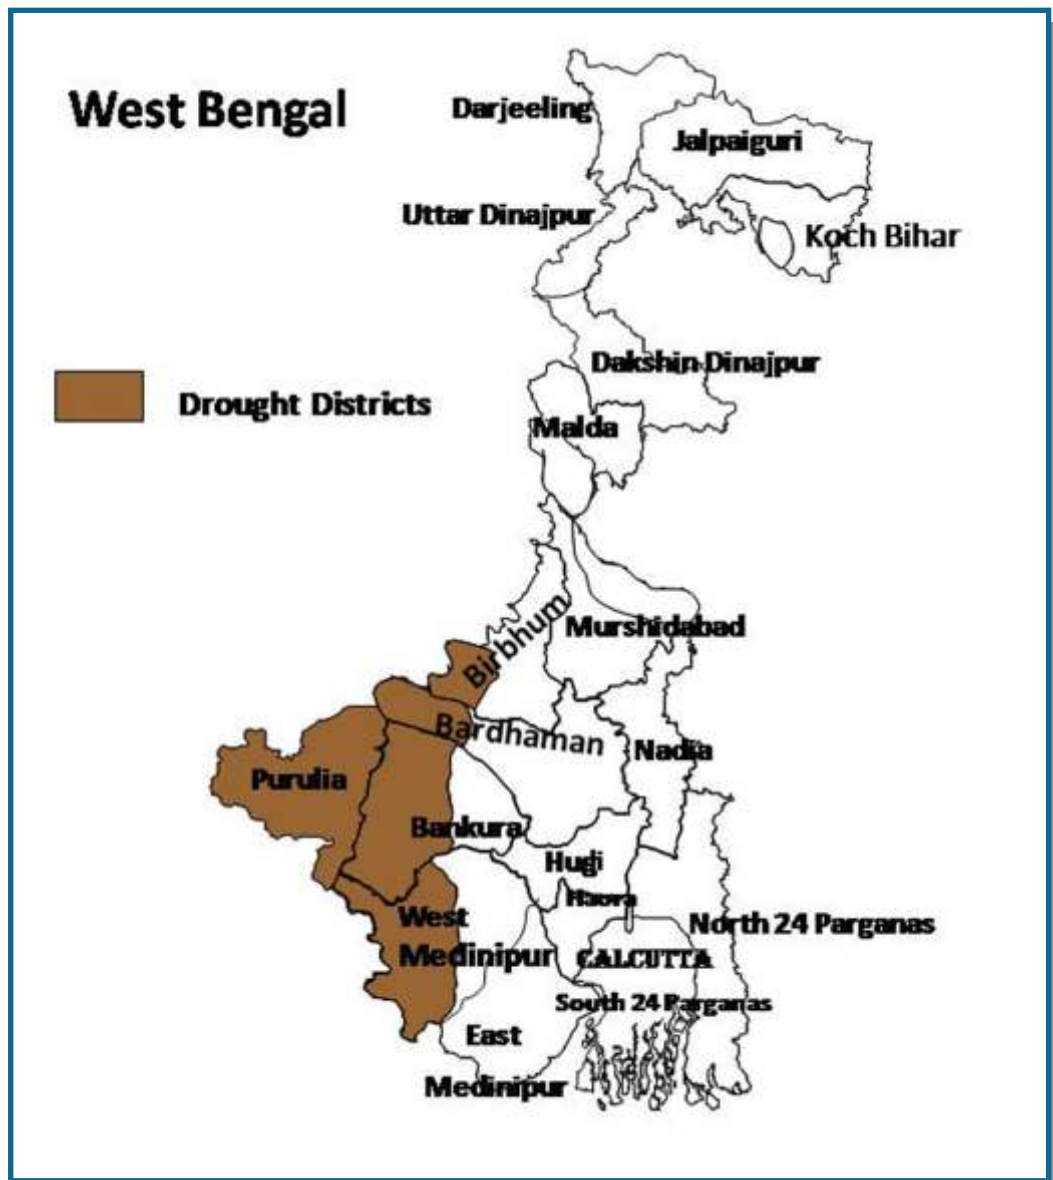 West Bengal
Darjeeling
Jalpaiguri
Uttar Dinajpur
Koch Bihar
Dakshin Dinajpur
Drought Districts
Malda
Birbhum
Murshidabad
Bardhaman
Nadia
Purulia
Bankura
Hugi
Haora
West
Medinipur
North 24 Parganas
CALCUTTA
South 24 Parganas
East
Medinipur